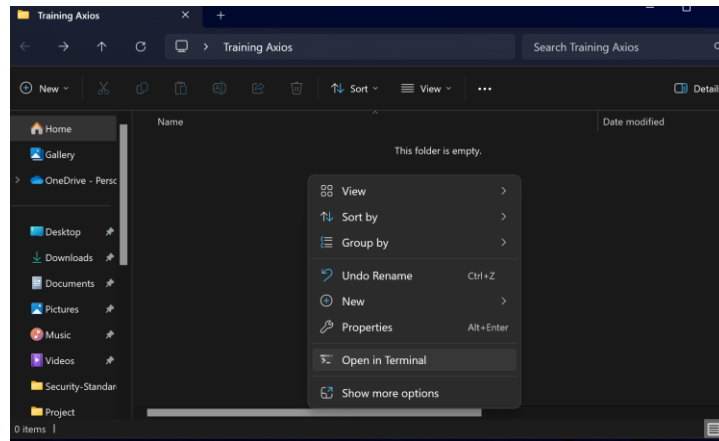 Training Axios
Training Axios
Search Training Axios
New
Sort
View
Detail
Home
Gallery
OneDrive - Perso
Desktop
Downloads
Documents
Pictures
Music
Videos
Security-Standar
Project
Name
Date modified
This folder is empty.
View
Sort by
Group by
Undo Rename Ctrl+Z
New
Properties Alt+Enter
Open in Terminal
Show more options
0 items